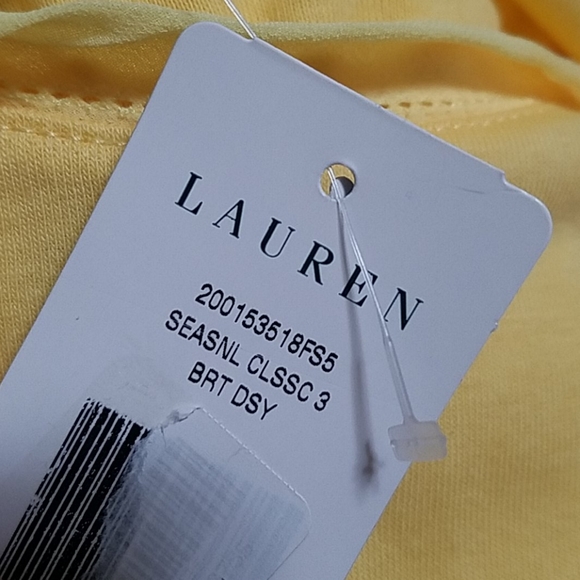 LAUREN
200153518FS5
SEASNL CLSSC 3
BRT DSY